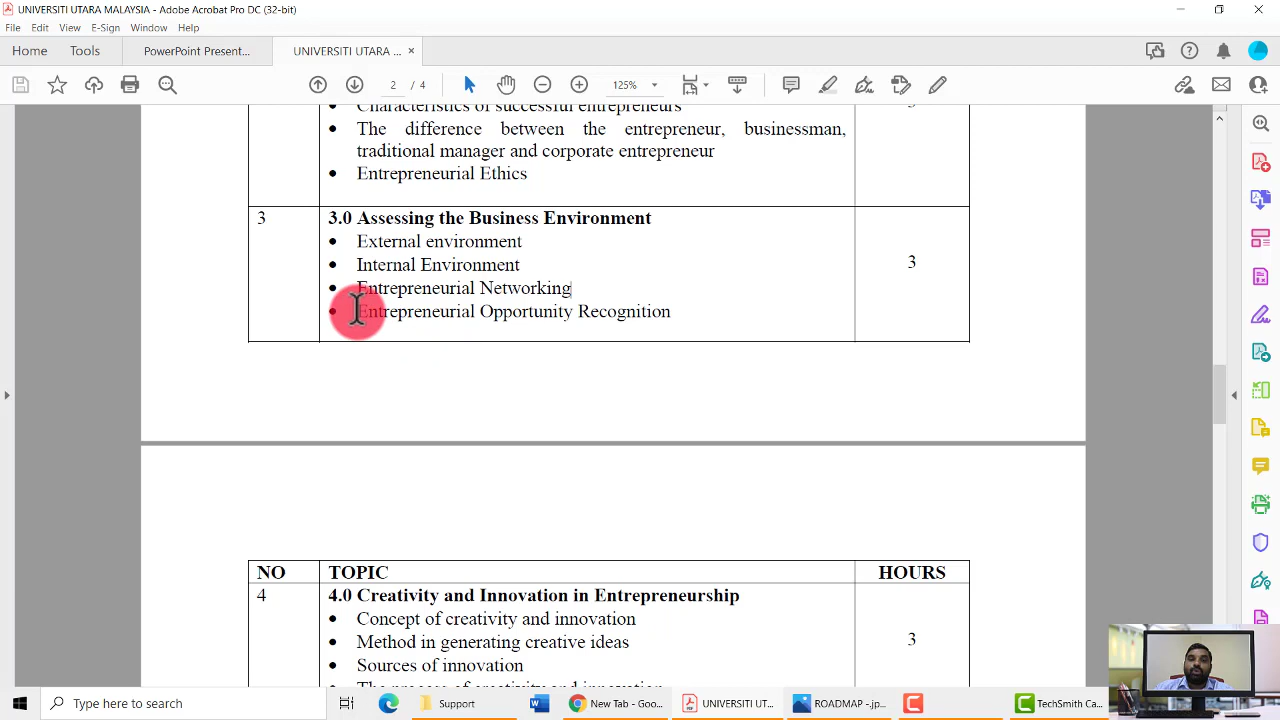 UNIVERSITI UTARA MALAYSIA - Adobe Acrobat Pro DC (32-bit)
File Edit View E-Sign Window Help
Home Tools PowerPoint Present... UNIVERSITI UTARA ... ×
2 / 4 125%
Characteristics of successful entrepreneurs
• The difference between the entrepreneur, businessman,
traditional manager and corporate entrepreneur
• Entrepreneurial Ethics
3 3.0 Assessing the Business Environment
• External environment
• Internal Environment
3
• Entrepreneurial Networking
• Entrepreneurial Opportunity Recognition
NO TOPIC HOURS
4 4.0 Creativity and Innovation in Entrepreneurship
• Concept of creativity and innovation
• Method in generating creative ideas
3
• Sources of innovation
Type here to search
New Tab - Goo...
UNIVERSITI UT...
ROADMAP -.jp...
TechSmith Ca...